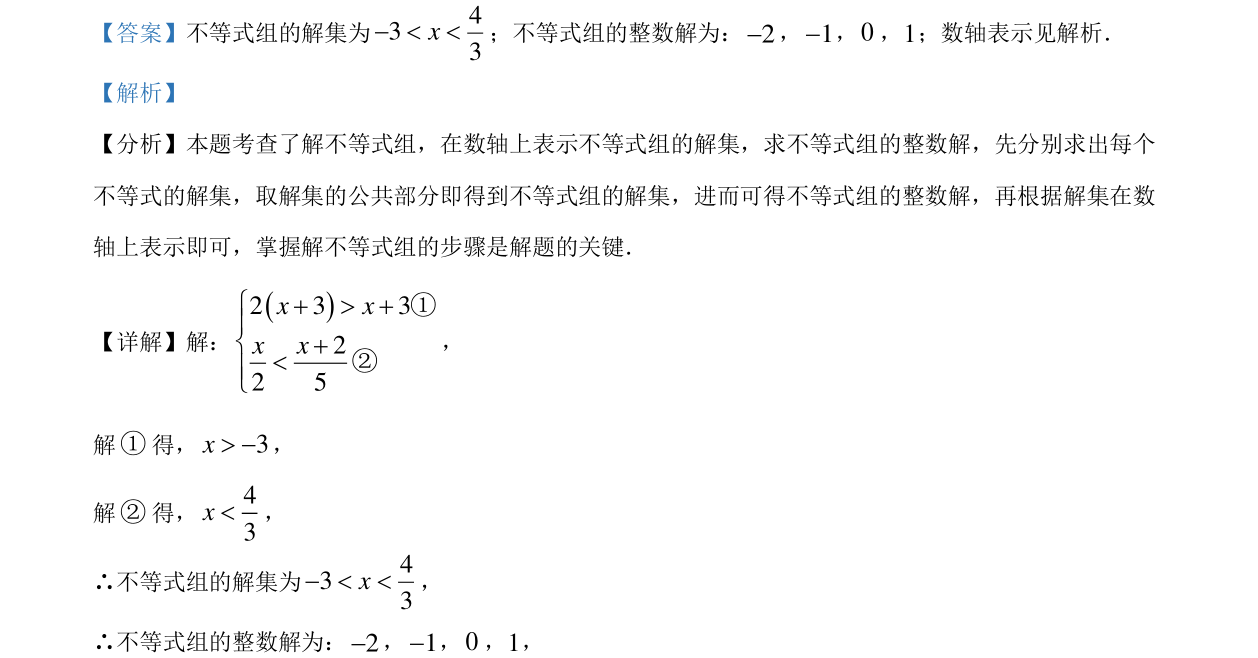 【答案】不等式组的解集为 −3 < x < 4/3；不等式组的整数解为：−2，−1，0，1；数轴表示见解析．
【解析】
【分析】本题考查了解不等式组，在数轴上表示不等式组的解集，求不等式组的整数解，先分别求出每个
不等式的解集，取解集的公共部分即得到不等式组的解集，进而可得不等式组的整数解，再根据解集在数
轴上表示即可，掌握解不等式组的步骤是解题的关键．
【详解】解：{ 2(x+3) > x+3① x/2 < (x+2)/5② ，
解①得，x > −3，
解②得，x < 4/3，
∴不等式组的解集为 −3 < x < 4/3，
∴不等式组的整数解为：−2，−1，0，1，